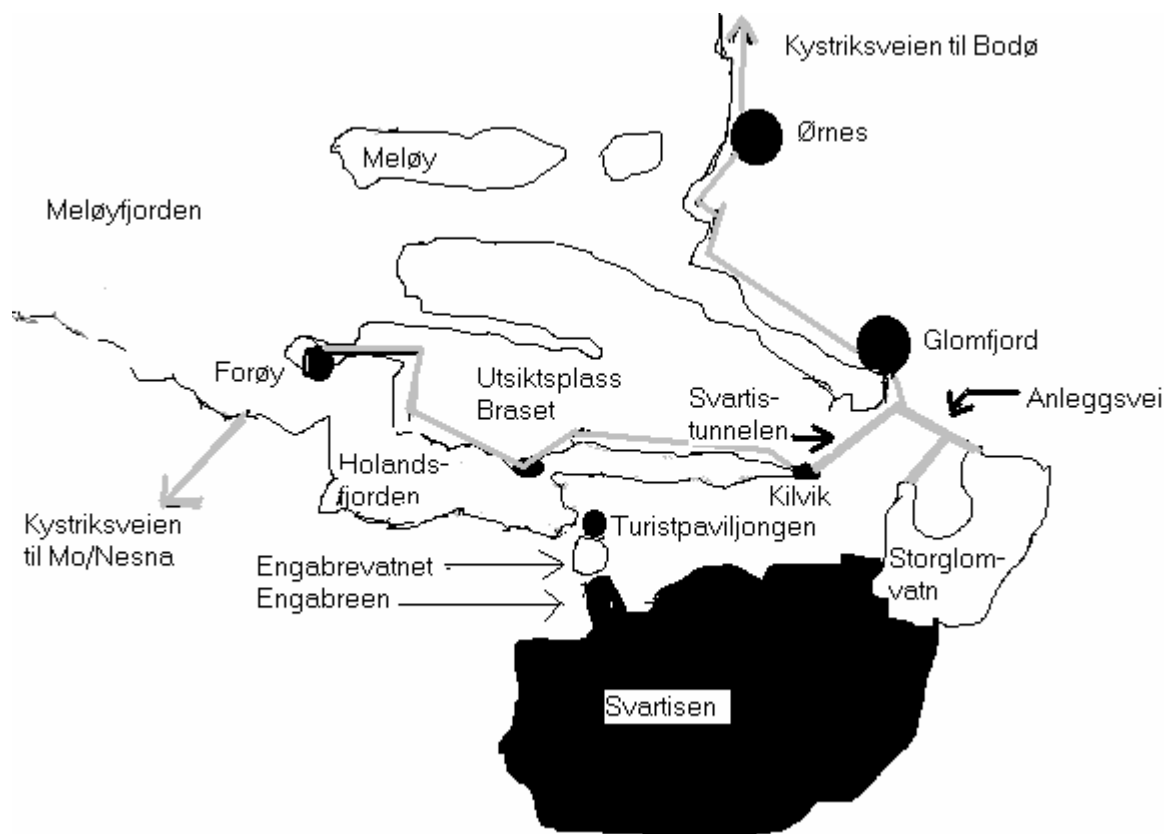 Kystriksveien til Bodø
Ørnes
Meløy
Meløyfjorden
Glomfjord
Forøy
Utsiktsplass
Braset
Svartis-
tunnelen
Anleggsvei
Holands-
fjorden
Kilvik
Kystriksveien
til Mo/Nesna
Turistpaviljongen
Engabrevatnet
Engabreen
Storglom-
vatn
Svartisen